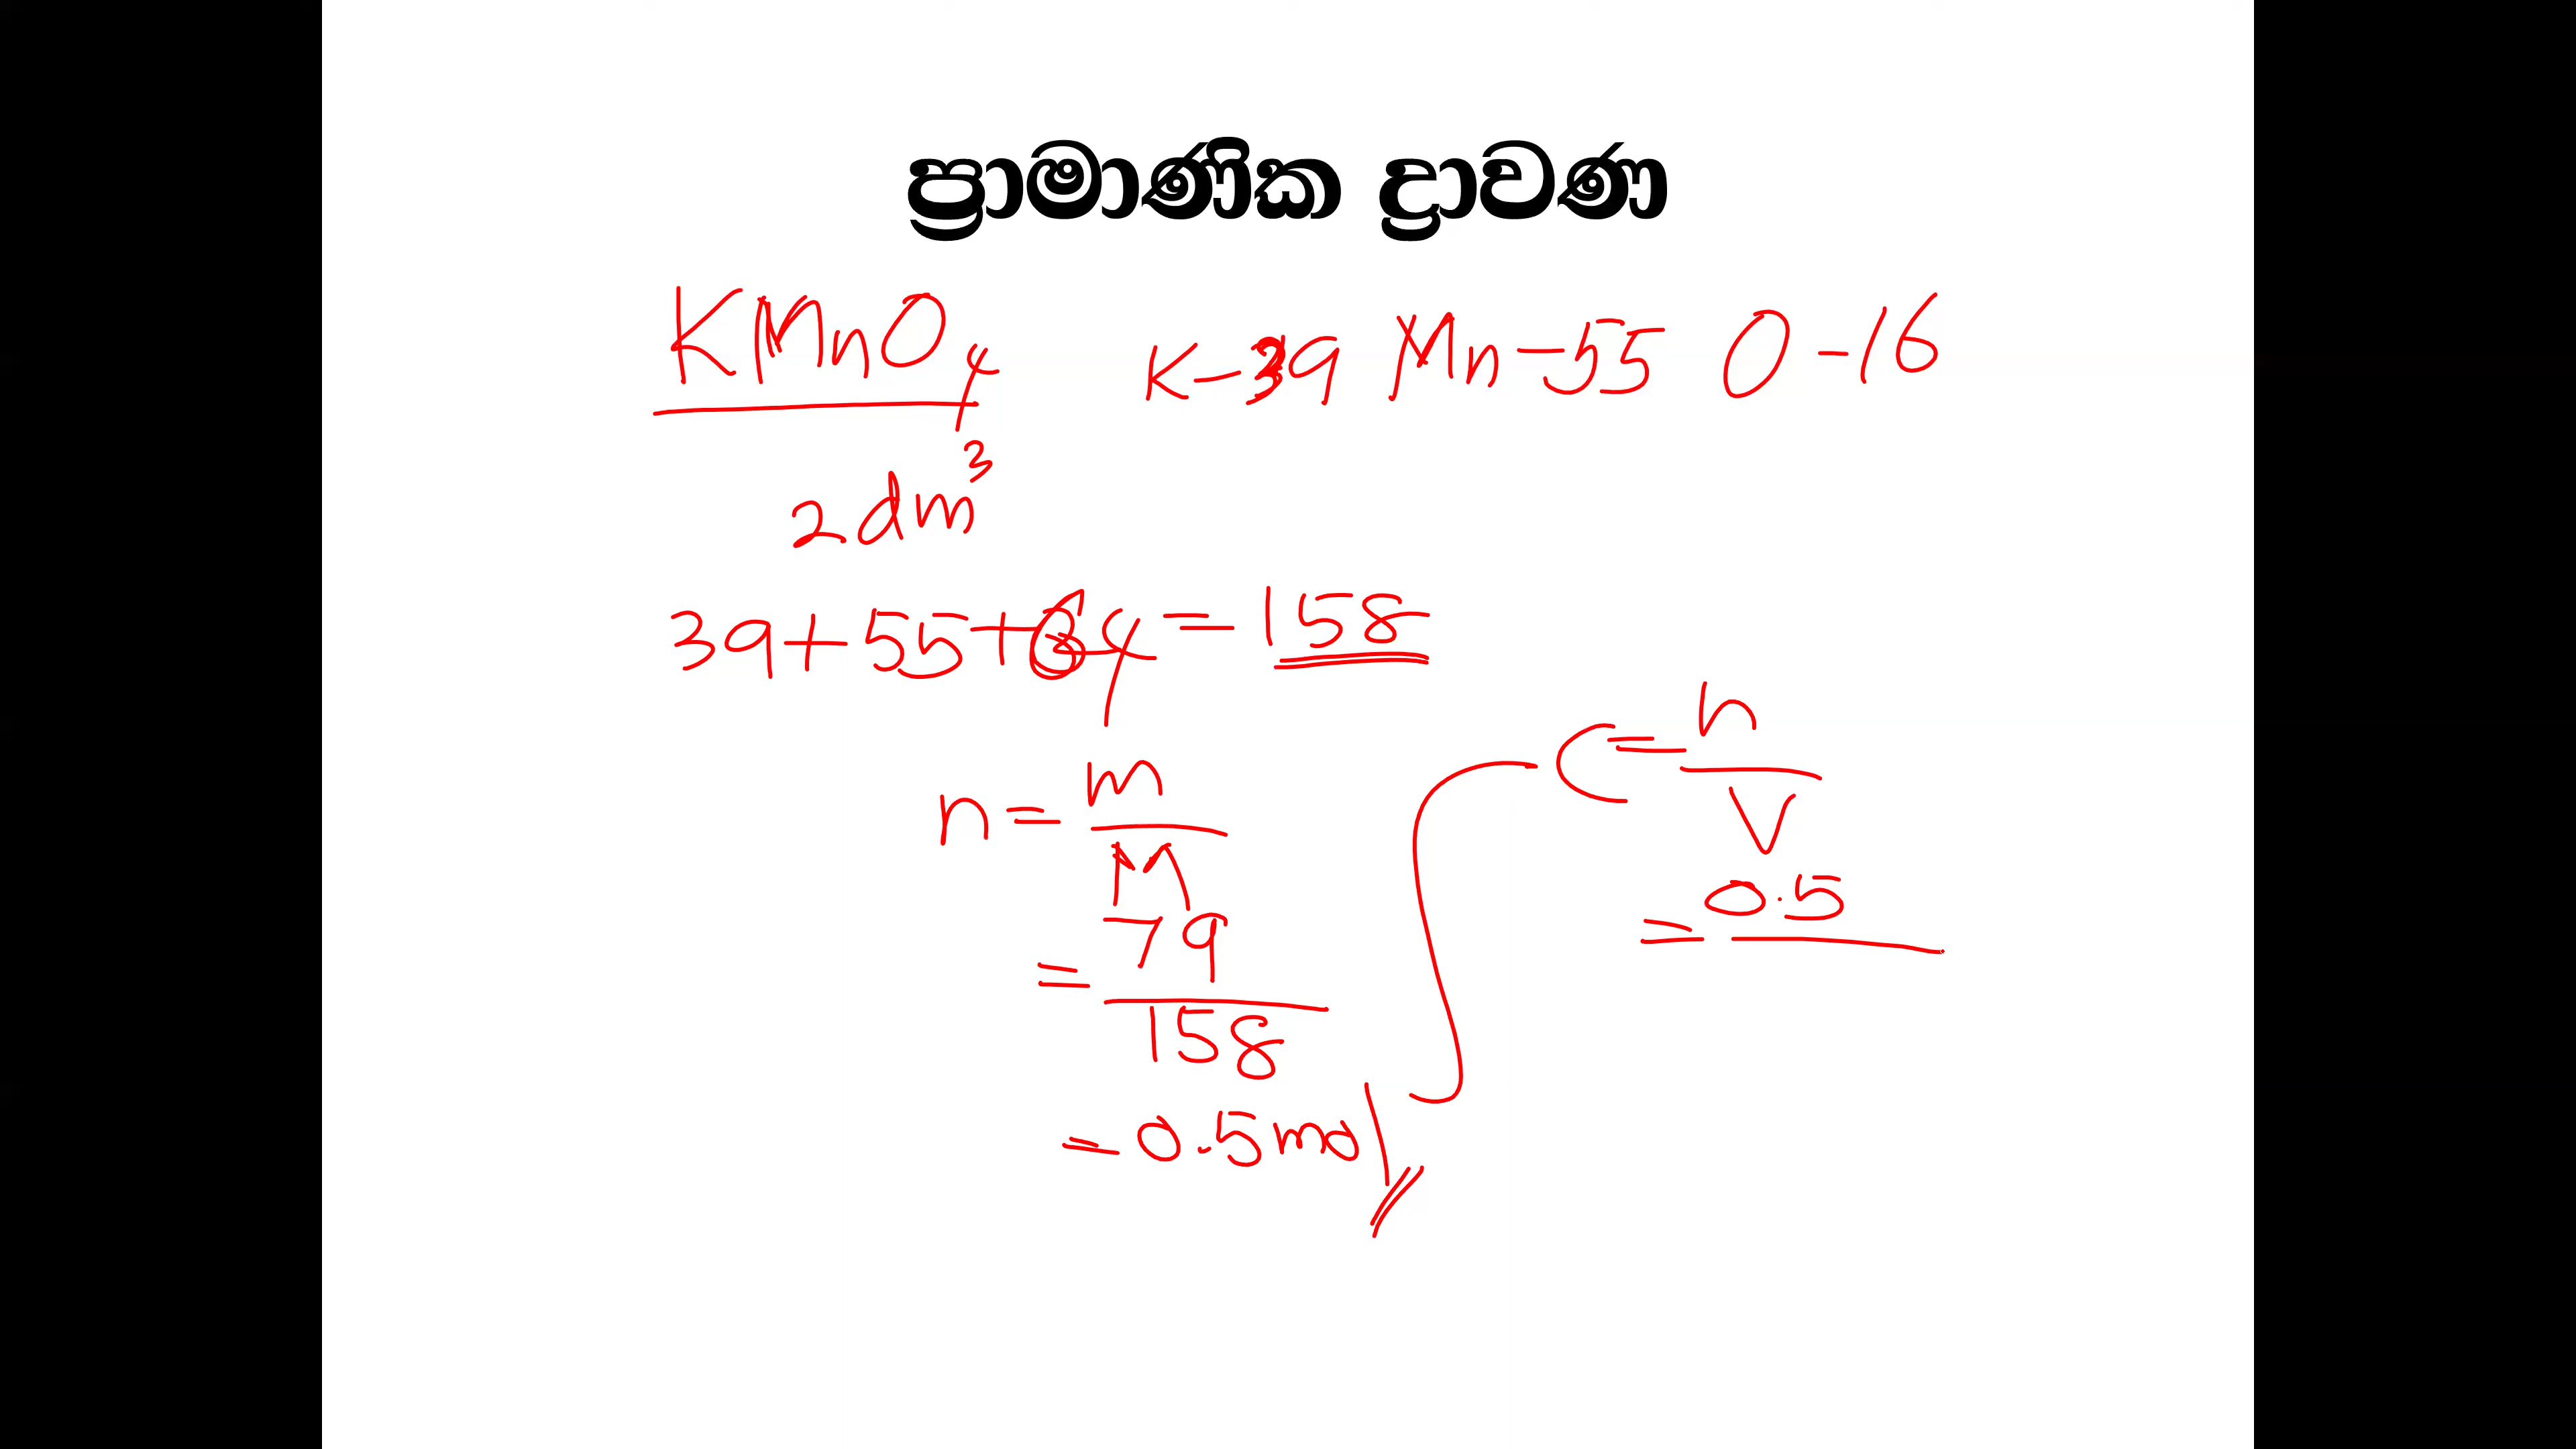 ප්‍රාමාණික ද්‍රාවණ
KMnO₄ K-39 Mn-55 O-16
2dm³
39+55+64=158
n=m/M
=79/158
=0.5mol
C=n/V
=0.5